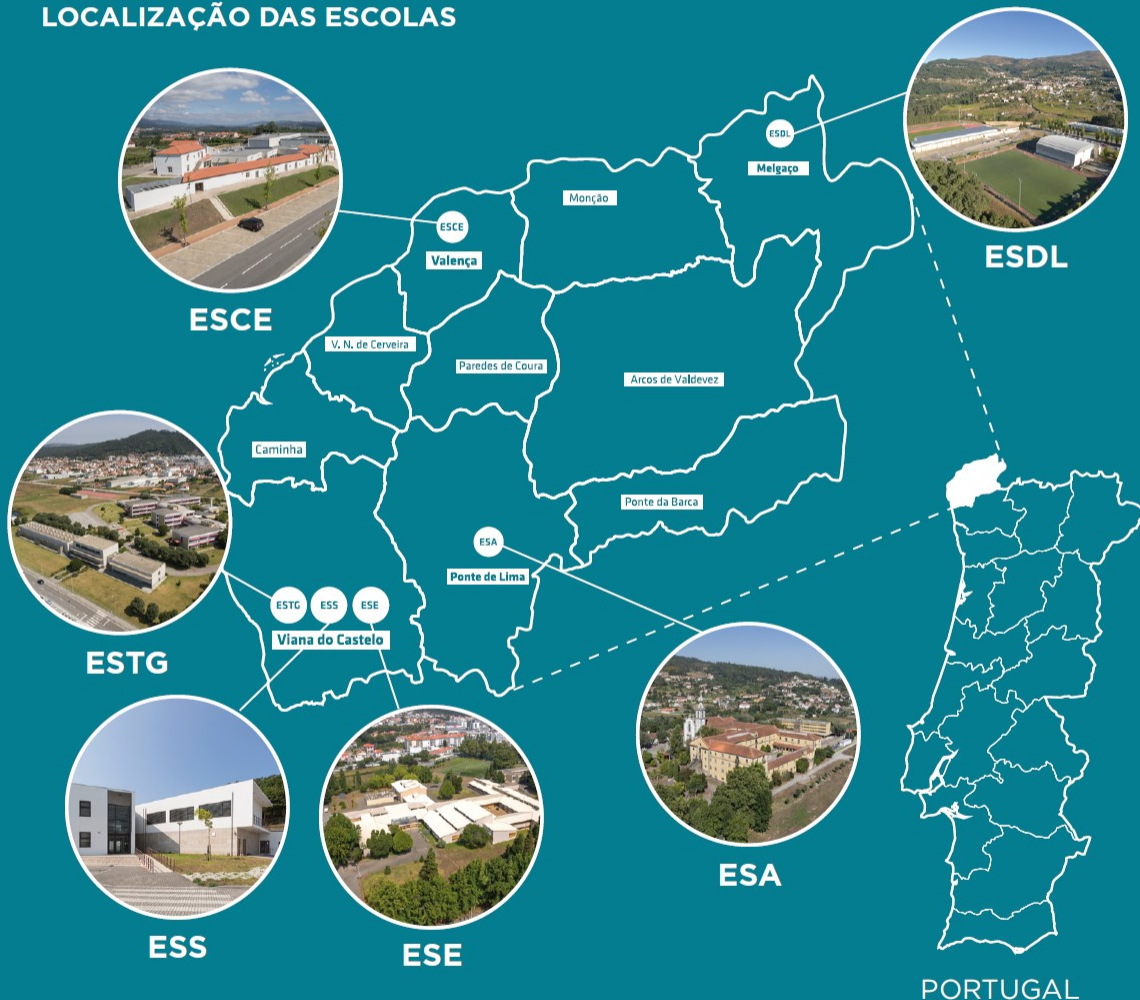 LOCALIZAÇÃO DAS ESCOLAS
ESDL
Melgaço
Monção
ESDL
ESCE
Valença
ESCE
V. N. de Cerveira
Paredes de Coura
Arcos de Valdevez
Caminha
Ponte da Barca
ESA
Ponte de Lima
ESTG
ESS
ESE
Viana do Castelo
ESTG
ESA
ESS
ESE
PORTUGAL